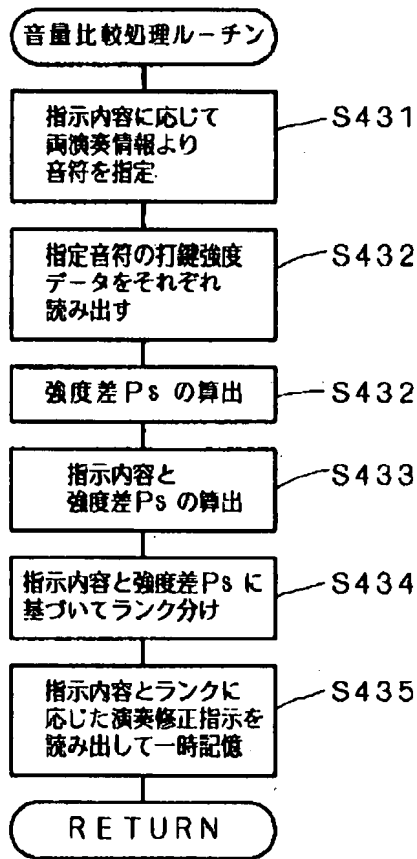 音量比較処理ルーチン
指示内容に応じて
両演奏情報より
音符を指定
S431
指定音符の打鍵強度
データをそれぞれ
読み出す
S432
強度差Psの算出
S432
指示内容と
強度差Psの算出
S433
指示内容と強度差Psに
基づいてランク分け
S434
指示内容とランクに
応じた演奏修正指示を
読み出して一時記憶
S435
RETURN